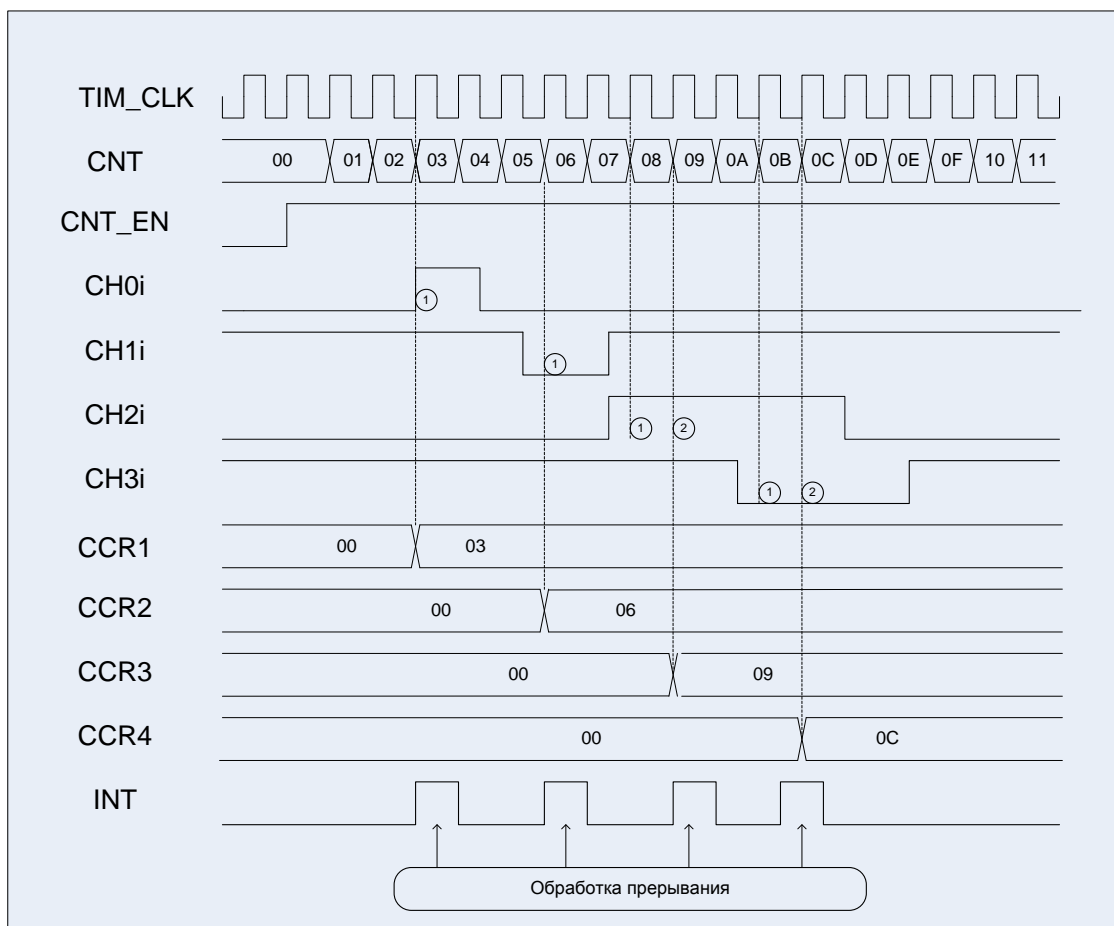 TIM_CLK
CNT 00 01 02 03 04 05 06 07 08 09 0A 0B 0C 0D 0E 0F 10 11
CNT_EN
CH0i 1
CH1i 1
CH2i 1 2
CH3i 1 2
CCR1 00 03
CCR2 00 06
CCR3 00 09
CCR4 00 0C
INT
Обработка прерывания